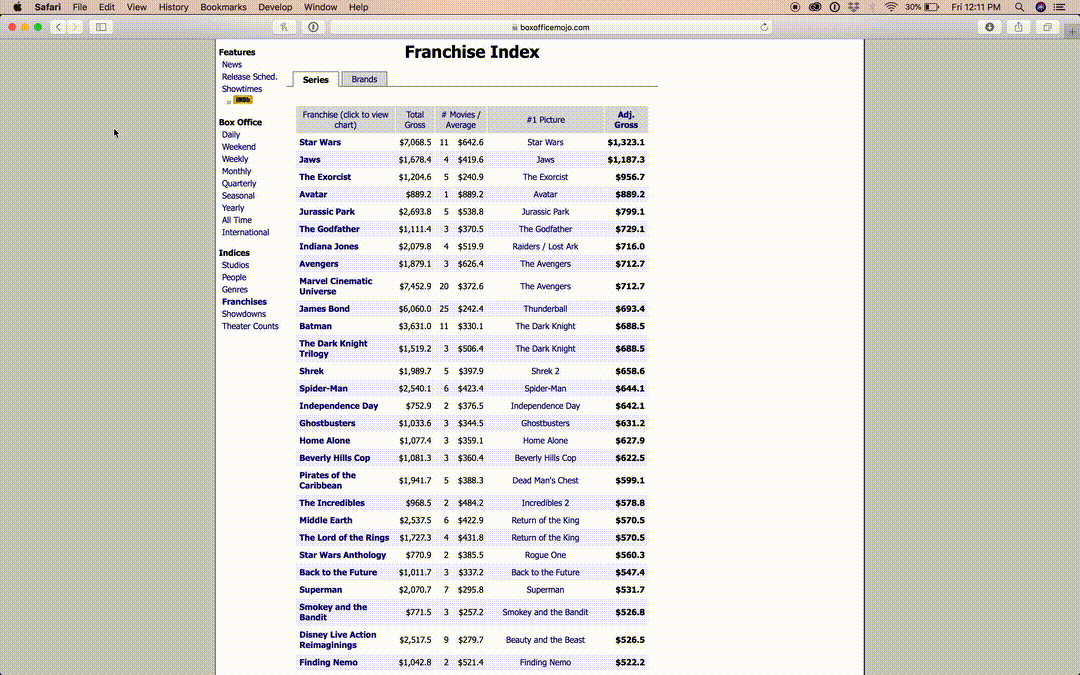 Safari File Edit View History Bookmarks Develop Window Help 30% Fri 12:11 PM
boxofficemojo.com
Features
News
Release Sched.
Showtimes
IMDb
Box Office
Daily
Weekend
Weekly
Monthly
Quarterly
Seasonal
Yearly
All Time
International
Indices
Studios
People
Genres
Franchises
Showdowns
Theater Counts
Franchise Index
Series Brands
Franchise (click to view chart) Total Gross # Movies / Average #1 Picture Adj. Gross
Star Wars $7,068.5 11 $642.6 Star Wars $1,323.1
Jaws $1,678.4 4 $419.6 Jaws $1,187.3
The Exorcist $1,204.6 5 $240.9 The Exorcist $956.7
Avatar $889.2 1 $889.2 Avatar $889.2
Jurassic Park $2,693.8 5 $538.8 Jurassic Park $799.1
The Godfather $1,111.4 3 $370.5 The Godfather $729.1
Indiana Jones $2,079.8 4 $519.9 Raiders / Lost Ark $716.0
Avengers $1,879.1 3 $626.4 The Avengers $712.7
Marvel Cinematic Universe $7,452.9 20 $372.6 The Avengers $712.7
James Bond $6,060.0 25 $242.4 Thunderball $693.4
Batman $3,631.0 11 $330.1 The Dark Knight $688.5
The Dark Knight Trilogy $1,519.2 3 $506.4 The Dark Knight $688.5
Shrek $1,989.7 5 $397.9 Shrek 2 $658.6
Spider-Man $2,540.1 6 $423.4 Spider-Man $644.1
Independence Day $752.9 2 $376.5 Independence Day $642.1
Ghostbusters $1,033.6 3 $344.5 Ghostbusters $631.2
Home Alone $1,077.4 3 $359.1 Home Alone $627.9
Beverly Hills Cop $1,081.3 3 $360.4 Beverly Hills Cop $622.5
Pirates of the Caribbean $1,941.7 5 $388.3 Dead Man's Chest $599.1
The Incredibles $968.5 2 $484.2 Incredibles 2 $578.8
Middle Earth $2,537.5 6 $422.9 Return of the King $570.5
The Lord of the Rings $1,727.3 4 $431.8 Return of the King $570.5
Star Wars Anthology $770.9 2 $385.5 Rogue One $560.3
Back to the Future $1,011.7 3 $337.2 Back to the Future $547.4
Superman $2,070.7 7 $295.8 Superman $531.7
Smokey and the Bandit $771.5 3 $257.2 Smokey and the Bandit $526.8
Disney Live Action Reimaginings $2,517.5 9 $279.7 Beauty and the Beast $526.5
Finding Nemo $1,042.8 2 $521.4 Finding Nemo $522.2